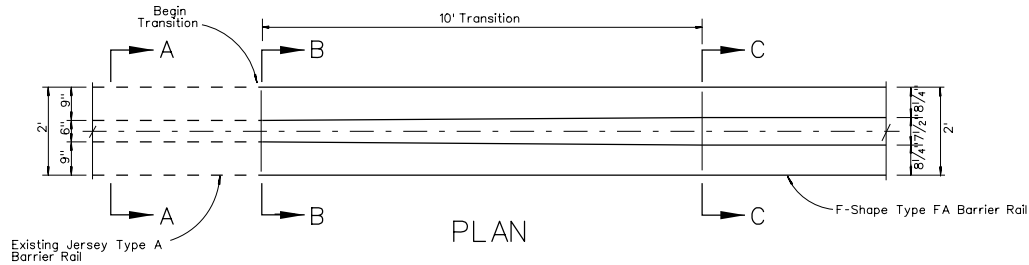 Begin
Transition
10' Transition
A
B
C
2'
9"
6"
9"
8 1/4"
7 1/2"
8 1/4"
2'
A
B
C
PLAN
F-Shape Type FA Barrier Rail
Existing Jersey Type A
Barrier Rail